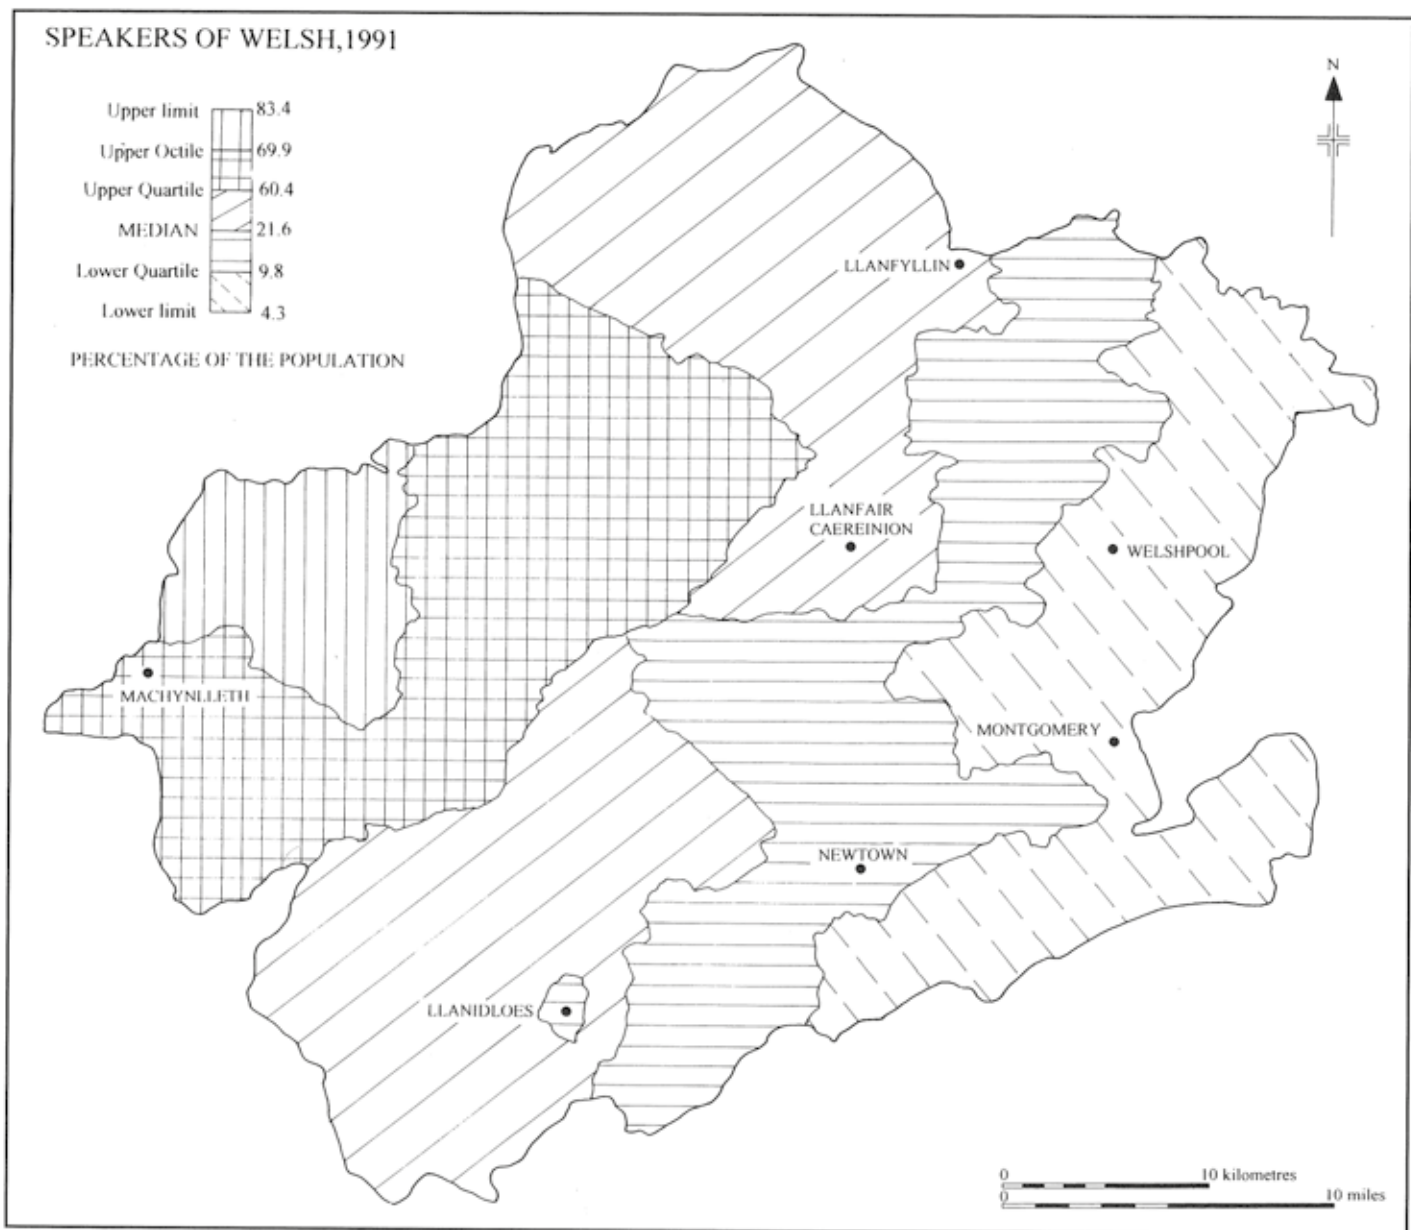 SPEAKERS OF WELSH,1991
N
Upper limit 83.4
Upper Octile 69.9
Upper Quartile 60.4
MEDIAN 21.6
Lower Quartile 9.8
Lower limit 4.3
PERCENTAGE OF THE POPULATION
LLANFYLLIN
LLANFAIR
CAEREINION
WELSHPOOL
MACHYNLLETH
MONTGOMERY
NEWTOWN
LLANIDLOES
0 10 kilometres
0 10 miles